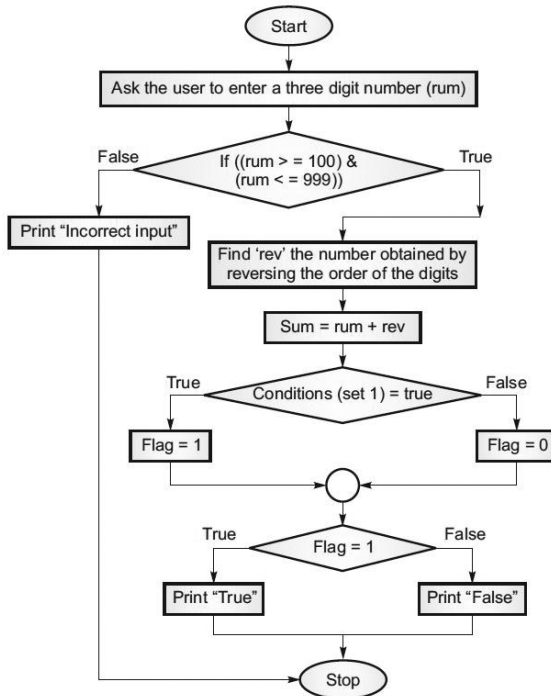 Start
Ask the user to enter a three digit number (rum)
False
If ((rum > = 100) &
(rum < = 999))
True
Print “Incorrect input”
Find ‘rev’ the number obtained by
reversing the order of the digits
Sum = rum + rev
True
Conditions (set 1) = true
False
Flag = 1
Flag = 0
True
Flag = 1
False
Print “True”
Print “False”
Stop